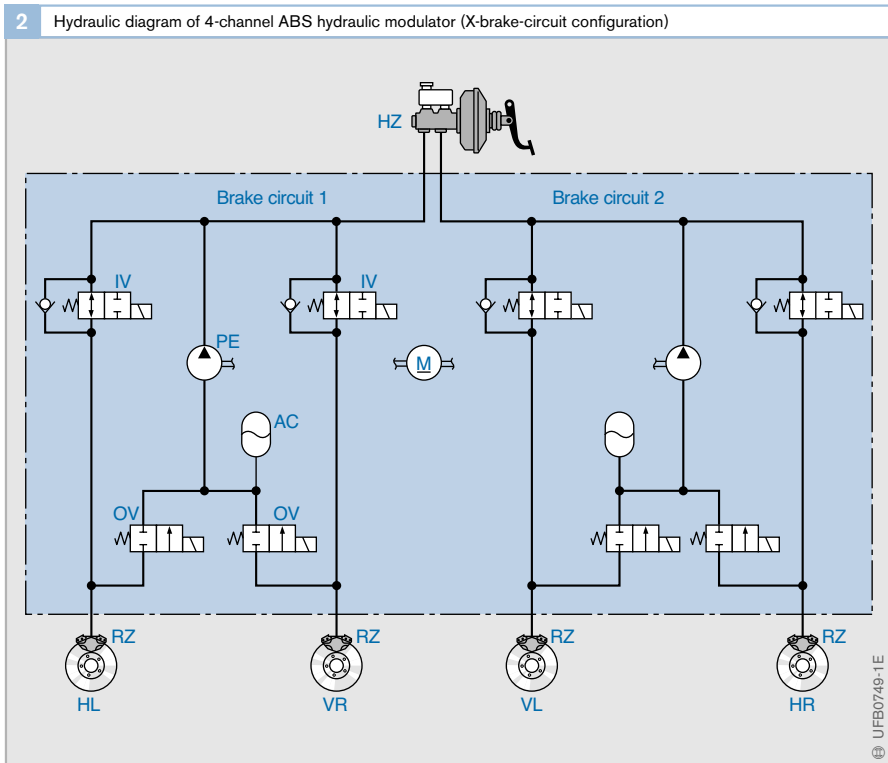 2 Hydraulic diagram of 4-channel ABS hydraulic modulator (X-brake-circuit configuration)
HZ
Brake circuit 1
Brake circuit 2
IV
IV
PE
M
AC
OV
OV
RZ
RZ
RZ
RZ
HL
VR
VL
HR
UFB0749-1E